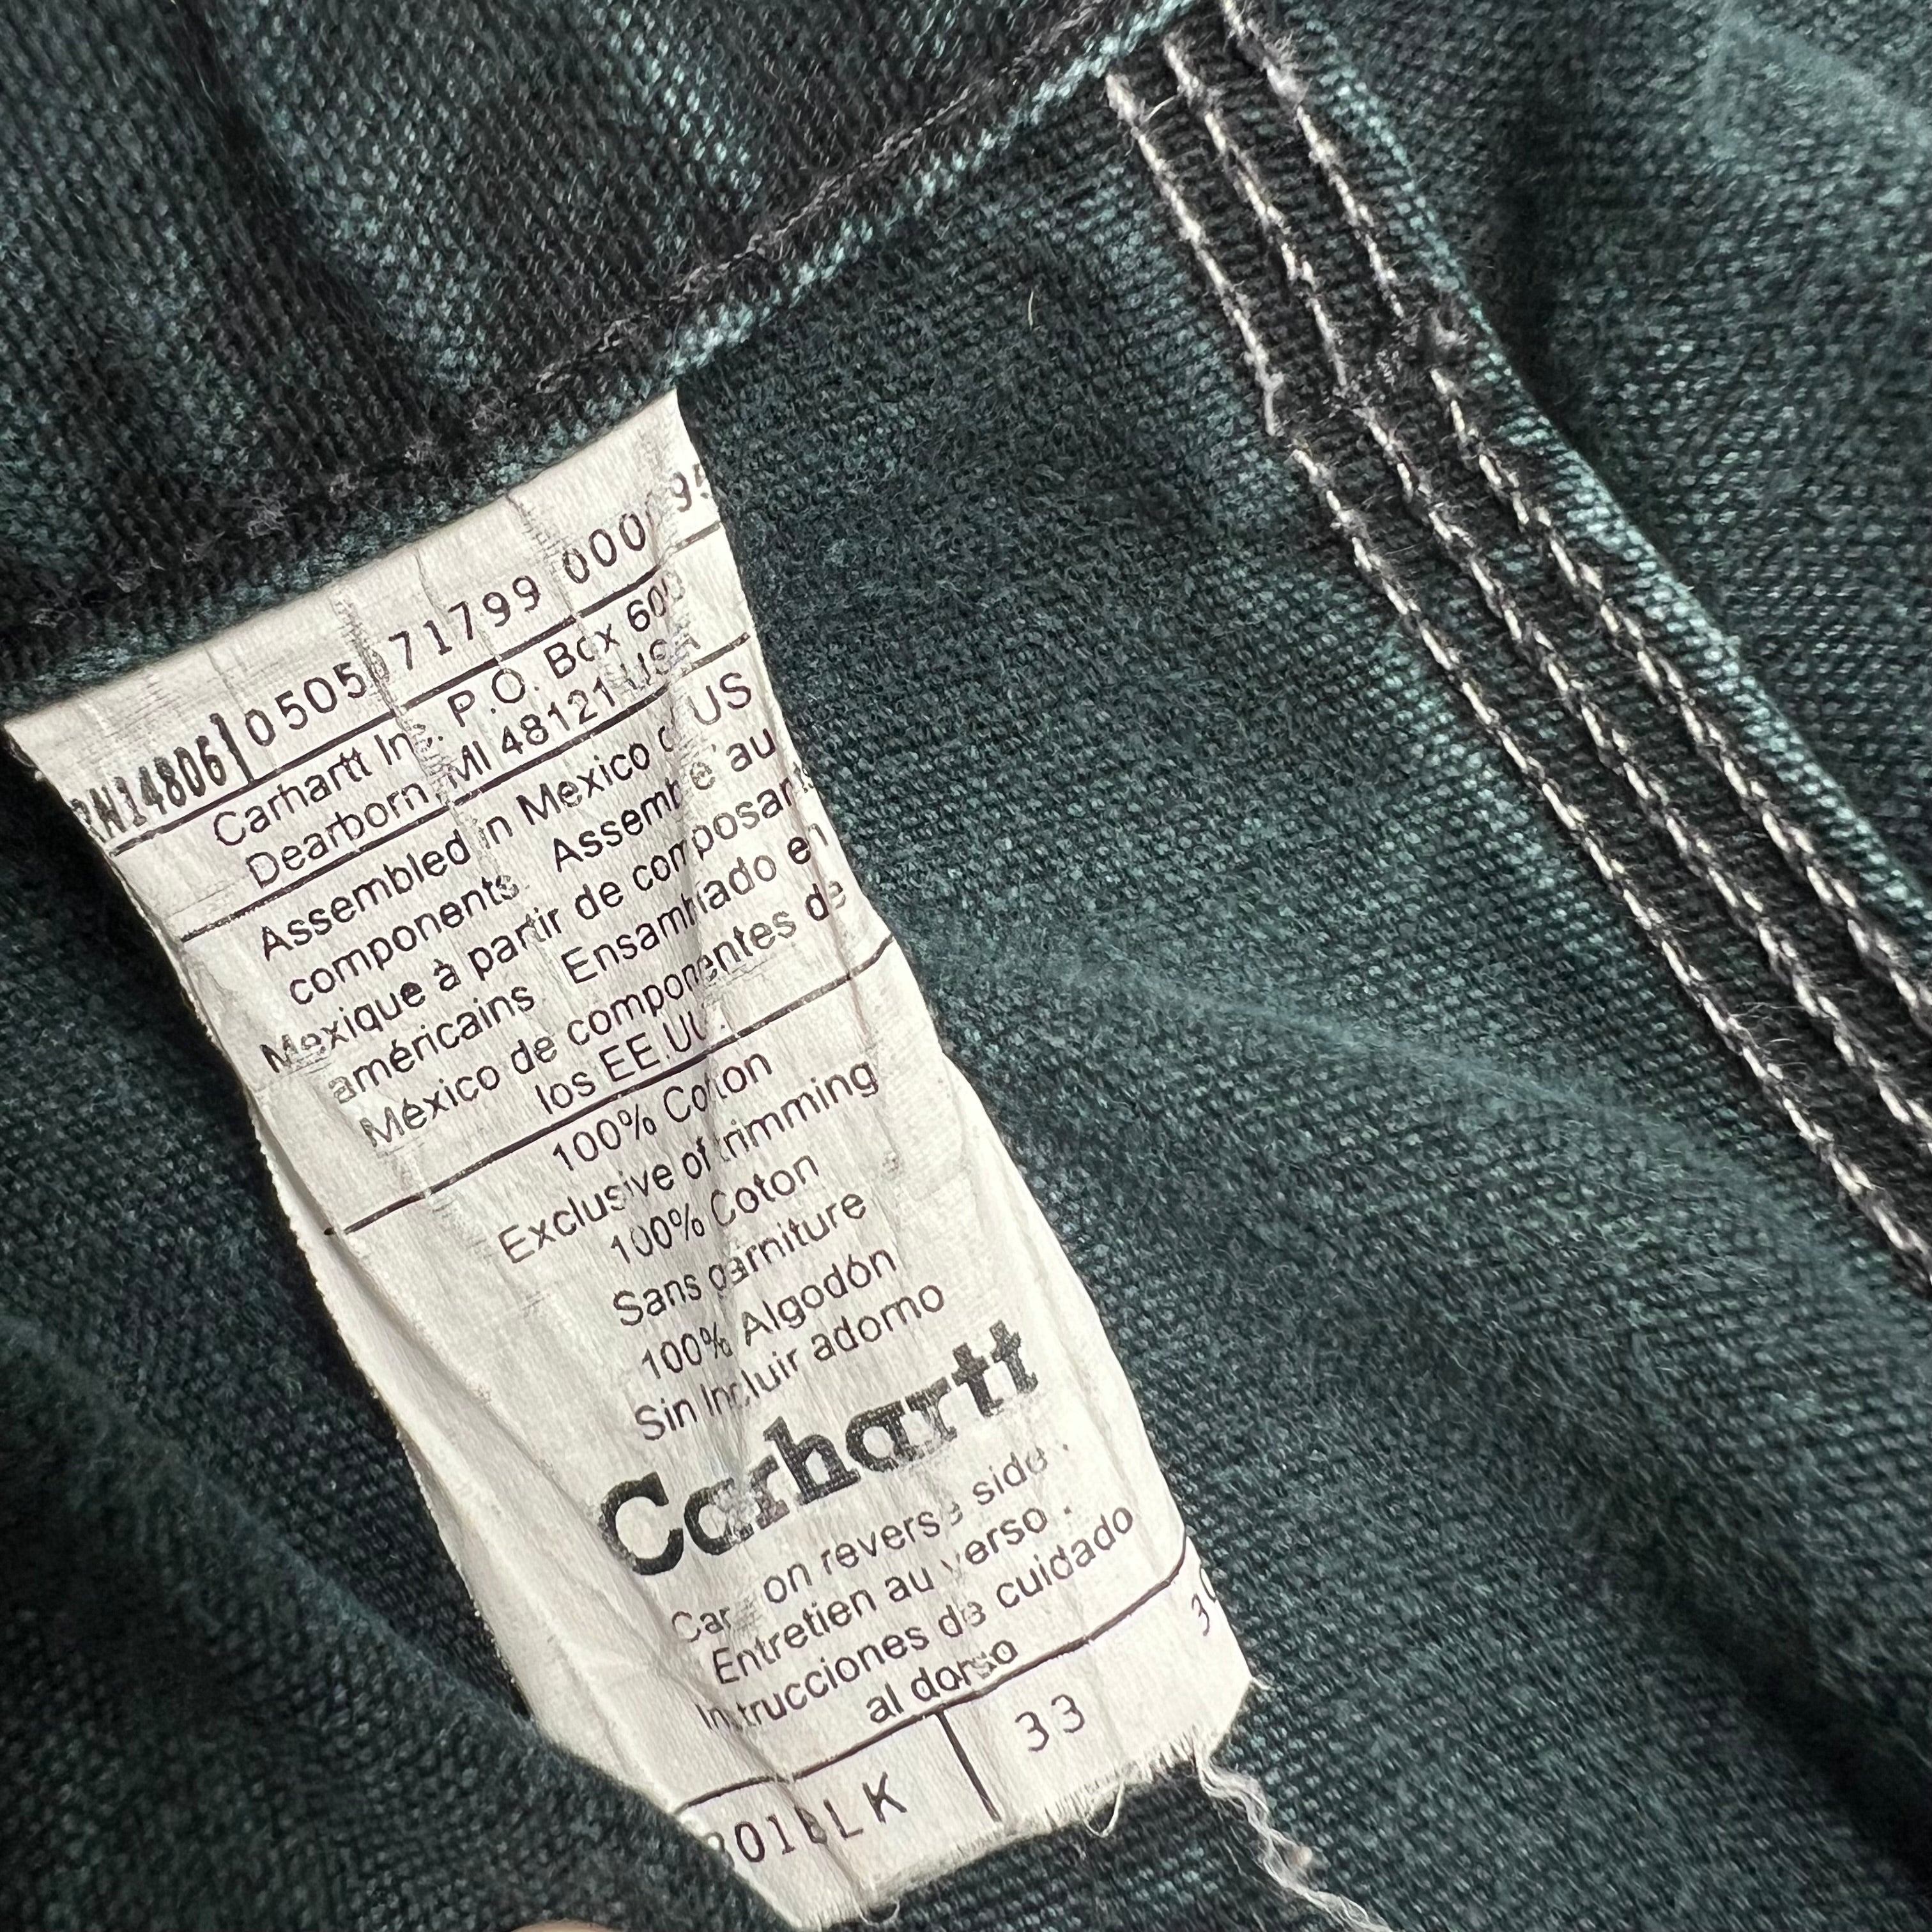 RN14806 05055 71799 00095
Carhartt Inc. P.O. Box 600
Dearborn, MI 48121 USA
Assembled in Mexico of US
components. Assemblé au
Mexique à partir de composants
américains Ensamblado en
México de componentes de
los EE.UU.
100% Cotton
Exclusive of trimming
100% Coton
Sans garniture
100% Algodón
Sin Incluir adorno
Carhartt
Care on reverse side.
Entretien au verso.
Instrucciones de cuidado
al dorso
33